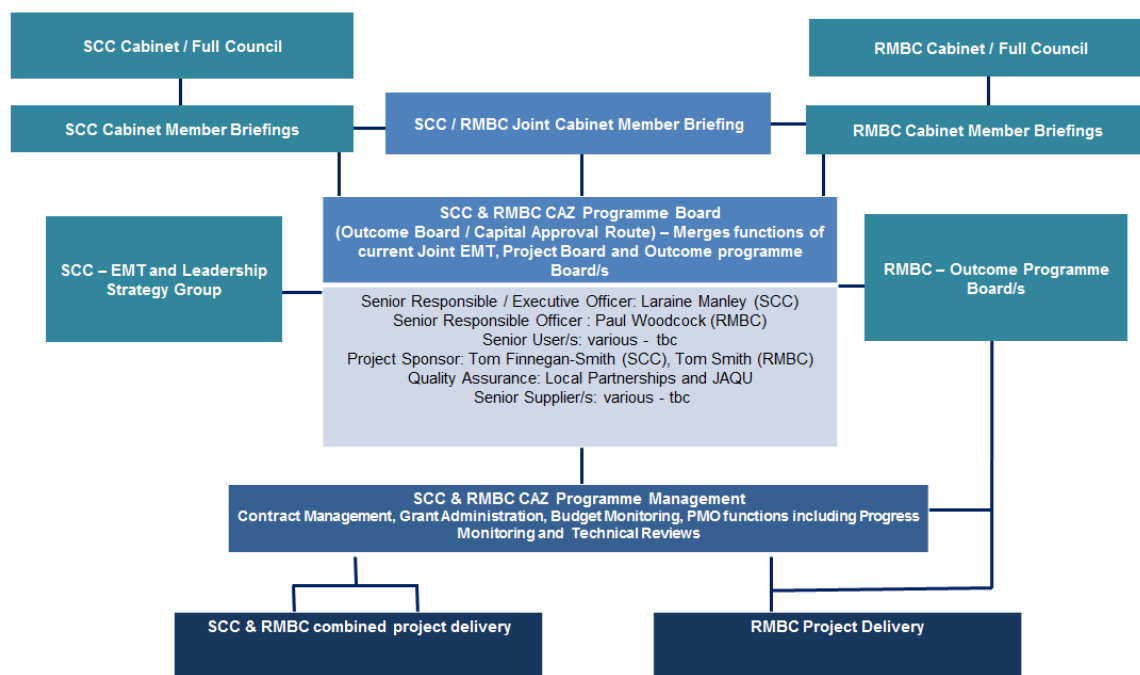 SCC Cabinet / Full Council
RMBC Cabinet / Full Council
SCC Cabinet Member Briefings
SCC / RMBC Joint Cabinet Member Briefing
RMBC Cabinet Member Briefings
SCC & RMBC CAZ Programme Board
(Outcome Board / Capital Approval Route) – Merges functions of
current Joint EMT, Project Board and Outcome programme
Board/s
SCC – EMT and Leadership
Strategy Group
RMBC – Outcome Programme
Board/s
Senior Responsible / Executive Officer: Laraine Manley (SCC)
Senior Responsible Officer : Paul Woodcock (RMBC)
Senior User/s: various - tbc
Project Sponsor: Tom Finnegan-Smith (SCC), Tom Smith (RMBC)
Quality Assurance: Local Partnerships and JAQU
Senior Supplier/s: various - tbc
SCC & RMBC CAZ Programme Management
Contract Management, Grant Administration, Budget Monitoring, PMO functions including Progress
Monitoring and Technical Reviews
SCC & RMBC combined project delivery
RMBC Project Delivery